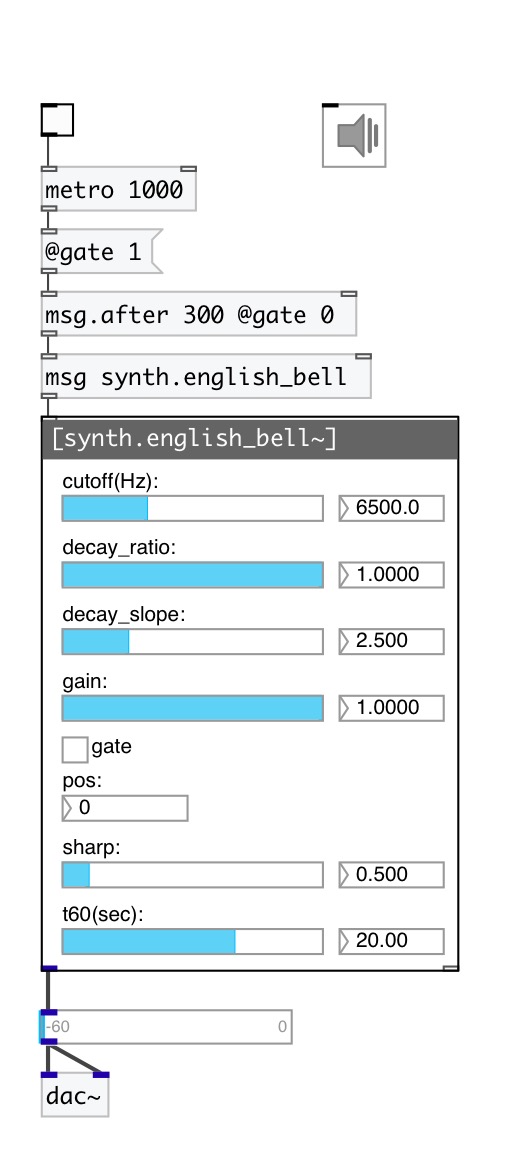 metro 1000
@gate 1
msg.after 300 @gate 0
msg synth.english_bell
[synth.english_bell~]
cutoff(Hz):
6500.0
decay_ratio:
1.0000
decay_slope:
2.500
gain:
1.0000
gate
pos:
0
sharp:
0.500
t60(sec):
20.00
-60 0
dac~